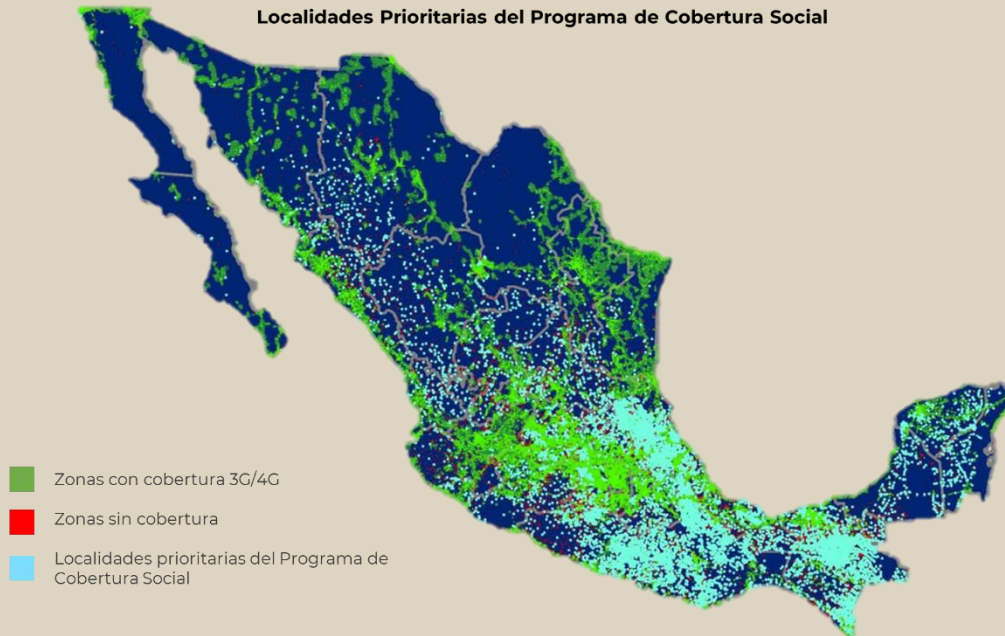 Localidades Prioritarias del Programa de Cobertura Social
Zonas con cobertura 3G/4G
Zonas sin cobertura
Localidades prioritarias del Programa de
Cobertura Social